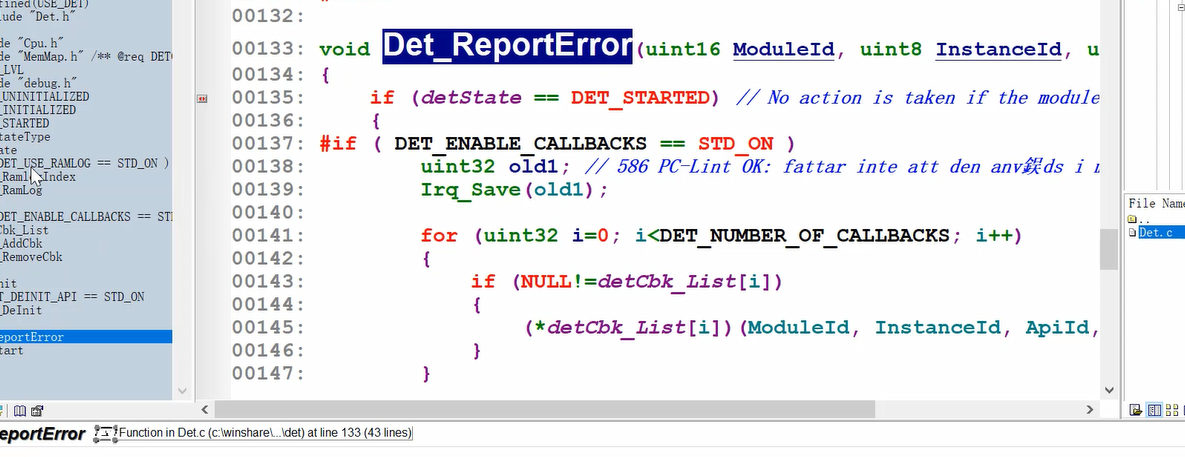 fined(USE_DET)
lude "Det.h"
de "Cpu.h"
de "MemMap.h" /** @req DET
_LVL
de "debug.h"
_UNINITIALIZED
_INITIALIZED
_STARTED
tateType
ate
DET_USE_RAMLOG == STD_ON )
_RamlogIndex
_RamLog
DET_ENABLE_CALLBACKS == STD
Cbk_List
_AddCbk
_RemoveCbk
nit
T_DEINIT_API == STD_ON
_DeInit
eportError
tart
00132:
00133: void Det_ReportError(uint16 ModuleId, uint8 InstanceId, u
00134: {
00135: if (detState == DET_STARTED) // No action is taken if the module
00136: {
00137: #if ( DET_ENABLE_CALLBACKS == STD_ON )
00138: uint32 old1; // 586 PC-Lint OK: fattar inte att den anv鋘ds i
00139: Irq_Save(old1);
00140:
00141: for (uint32 i=0; i<DET_NUMBER_OF_CALLBACKS; i++)
00142: {
00143: if (NULL!=detCbk_List[i])
00144: {
00145: (*detCbk_List[i])(ModuleId, InstanceId, ApiId,
00146: }
00147: }
File Name
..
Det.c
eportError Function in Det.c (c:\winshare\...\det) at line 133 (43 lines)